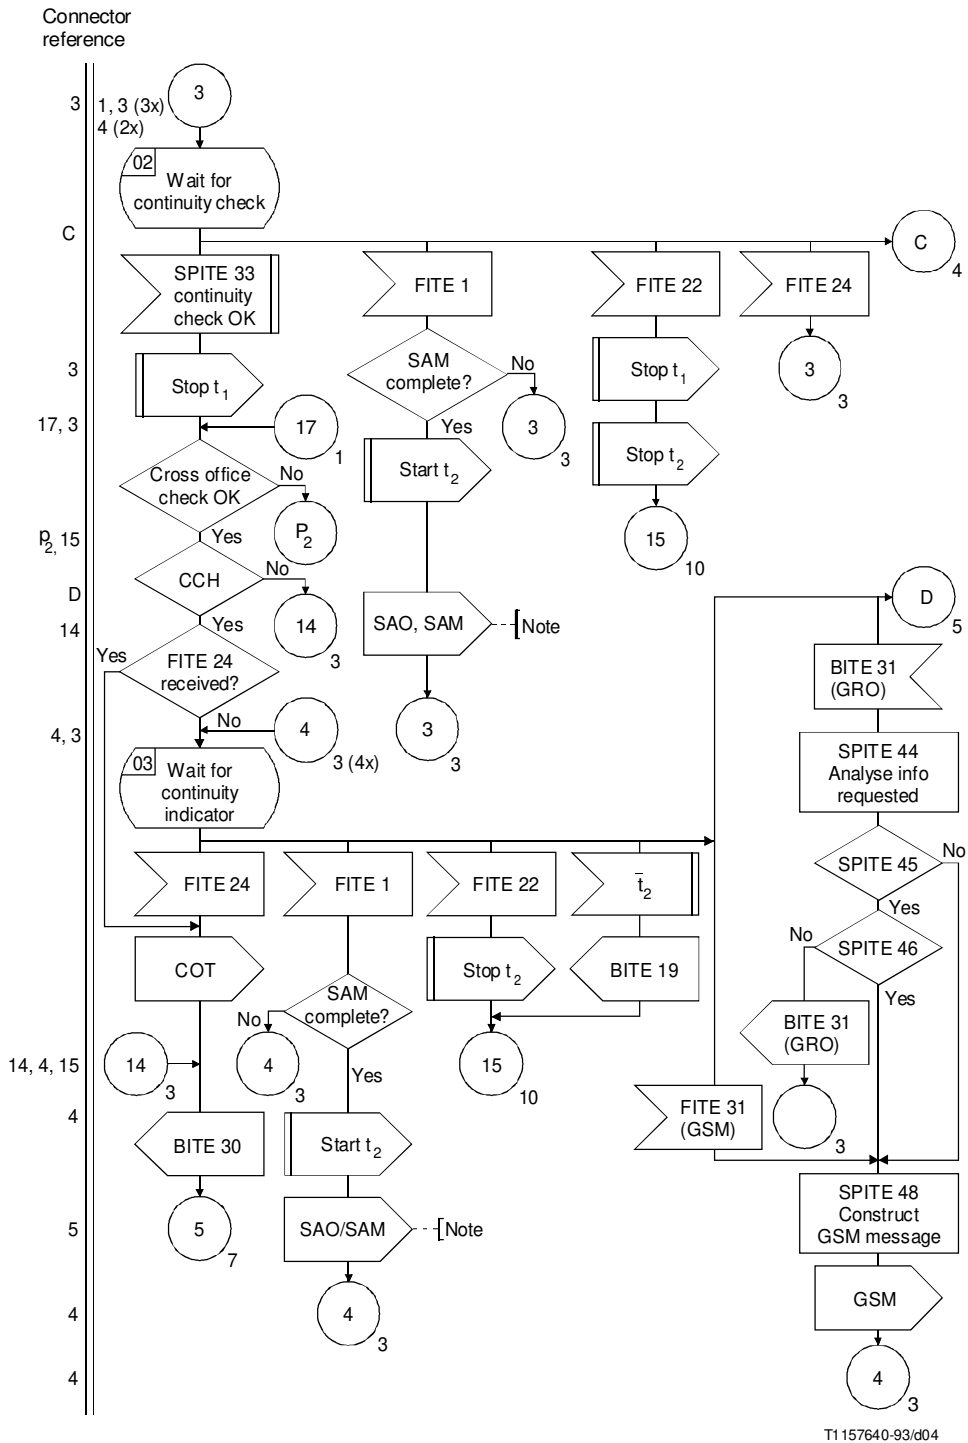 Connector
reference
3
1, 3 (3x)
4 (2x)
3
02
Wait for
continuity check
C
C
4
SPITE 33
continuity
check OK
FITE 1
FITE 22
FITE 24
3
Stop t1
SAM
complete?
No
Stop t1
3
3
17, 3
17
1
Yes
3
3
Cross office
check OK
No
Start t2
Stop t2
P2, 15
Yes
P2
15
10
CCH
No
D
D
5
14
Yes
14
3
SAO, SAM
Note
Yes
FITE 24
received?
BITE 31
(GRO)
4, 3
No
4
3 (4x)
3
3
03
Wait for
continuity
indicator
SPITE 44
Analyse info
requested
FITE 24
FITE 1
FITE 22
t̅2
SPITE 45
No
Yes
COT
SAM
complete?
Stop t2
BITE 19
No
SPITE 46
Yes
No
14, 4, 15
14
3
4
3
Yes
15
10
BITE 31
(GRO)
3
4
BITE 30
Start t2
FITE 31
(GSM)
5
5
7
SAO/SAM
Note
SPITE 48
Construct
GSM message
4
4
3
GSM
4
4
3
T1157640-93/d04